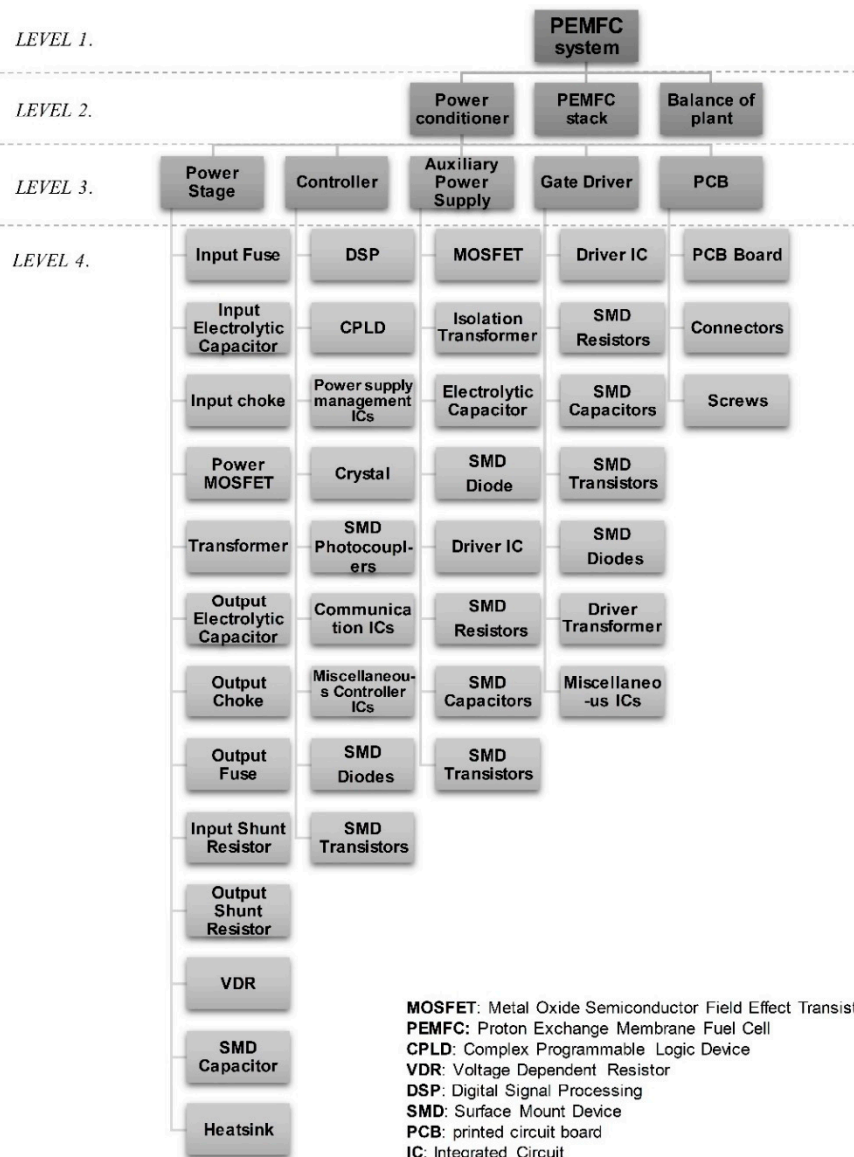 LEVEL 1.
PEMFC
system
LEVEL 2.
Power
conditioner
PEMFC
stack
Balance of
plant
LEVEL 3.
Power
Stage
Controller
Auxiliary
Power
Supply
Gate Driver
PCB
LEVEL 4.
Input Fuse
Input
Electrolytic
Capacitor
Input choke
Power
MOSFET
Transformer
Output
Electrolytic
Capacitor
Output
Choke
Output
Fuse
Input Shunt
Resistor
Output
Shunt
Resistor
VDR
SMD
Capacitor
Heatsink
DSP
CPLD
Power supply
management
ICs
Crystal
SMD
Photocoupl-
ers
Communica
tion ICs
Miscellaneou-
s Controller
ICs
SMD
Diodes
SMD
Transistors
MOSFET
Isolation
Transformer
Electrolytic
Capacitor
SMD
Diode
Driver IC
SMD
Resistors
SMD
Capacitors
SMD
Transistors
Driver IC
SMD
Resistors
SMD
Capacitors
SMD
Transistors
SMD
Diodes
Driver
Transformer
Miscellaneo
-us ICs
PCB Board
Connectors
Screws
MOSFET: Metal Oxide Semiconductor Field Effect Transist
PEMFC: Proton Exchange Membrane Fuel Cell
CPLD: Complex Programmable Logic Device
VDR: Voltage Dependent Resistor
DSP: Digital Signal Processing
SMD: Surface Mount Device
PCB: printed circuit board
IC: Integrated Circuit